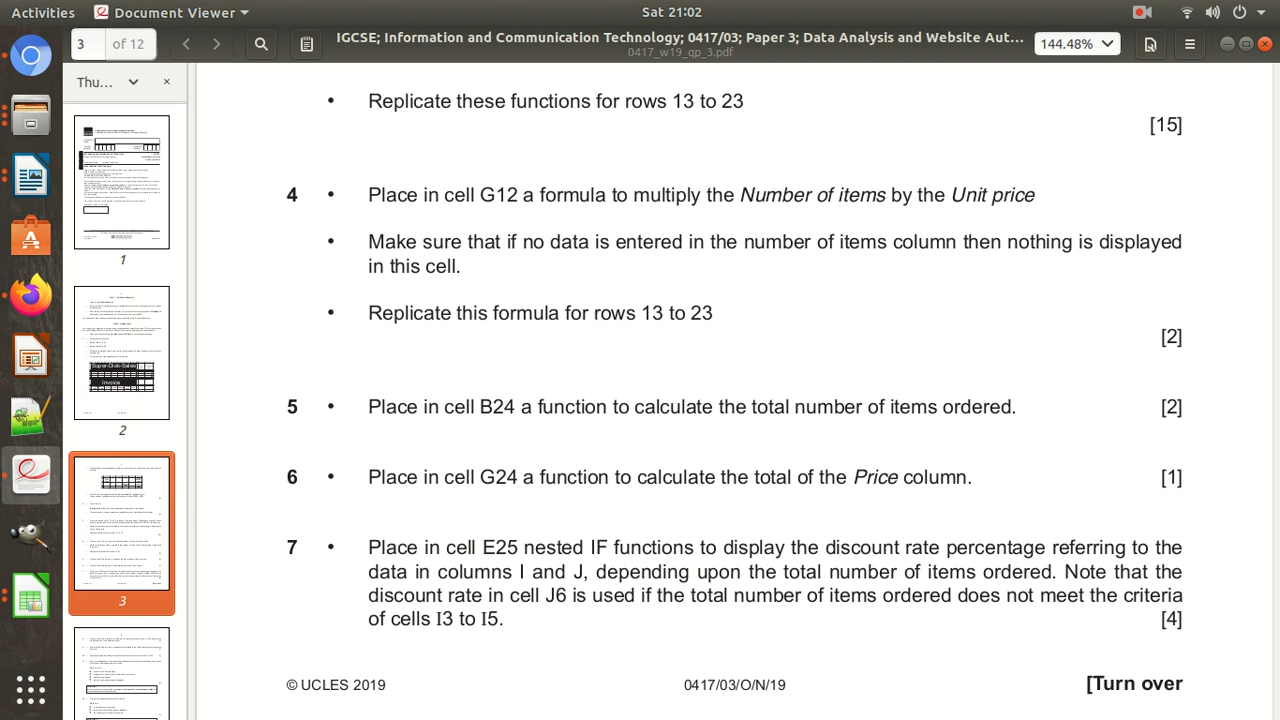 Activities Document Viewer Sat 21:02
3 of 12 IGCSE; Information and Communication Technology; 0417/03; Paper 3; Data Analysis and Website Aut... 144.48%
0417_w19_qp_3.pdf
Thu... ×
1
Super-Disk-Sales
Invoice
2
3
• Replicate these functions for rows 13 to 23
[15]
4 • Place in cell G12 a formula to multiply the Number of items by the Unit price
• Make sure that if no data is entered in the number of items column then nothing is displayed
in this cell.
• Replicate this formula for rows 13 to 23
[2]
5 • Place in cell B24 a function to calculate the total number of items ordered. [2]
6 • Place in cell G24 a function to calculate the total of the Price column. [1]
7 • Place in cell E25 nested IF functions to display the discount rate percentage referring to the
data in columns I and J, depending upon the total number of items ordered. Note that the
discount rate in cell J6 is used if the total number of items ordered does not meet the criteria
of cells I3 to I5. [4]
© UCLES 2019 0417/03/O/N/19 [Turn over